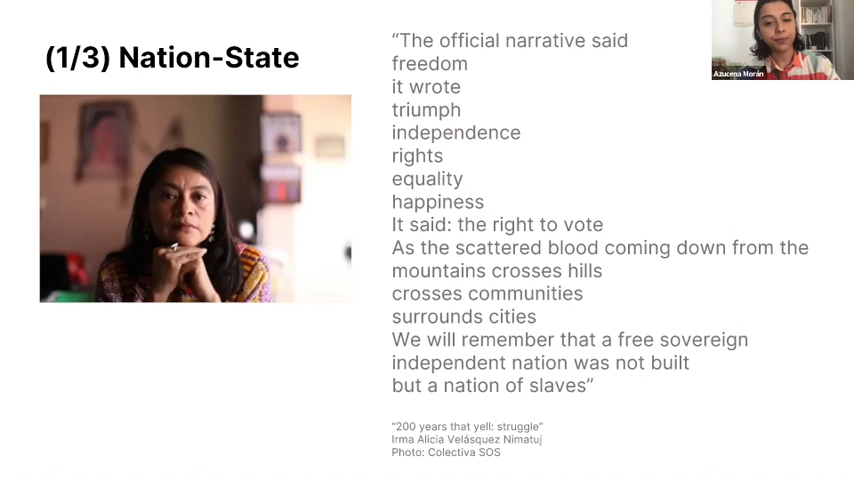 (1/3) Nation-State
“The official narrative said
freedom
it wrote
triumph
independence
rights
equality
happiness
It said: the right to vote
As the scattered blood coming down from the
mountains crosses hills
crosses communities
surrounds cities
We will remember that a free sovereign
independent nation was not built
but a nation of slaves”
“200 years that yell: struggle”
Irma Alicia Velásquez Nimatuj
Photo: Colectiva SOS
Azucena Morán